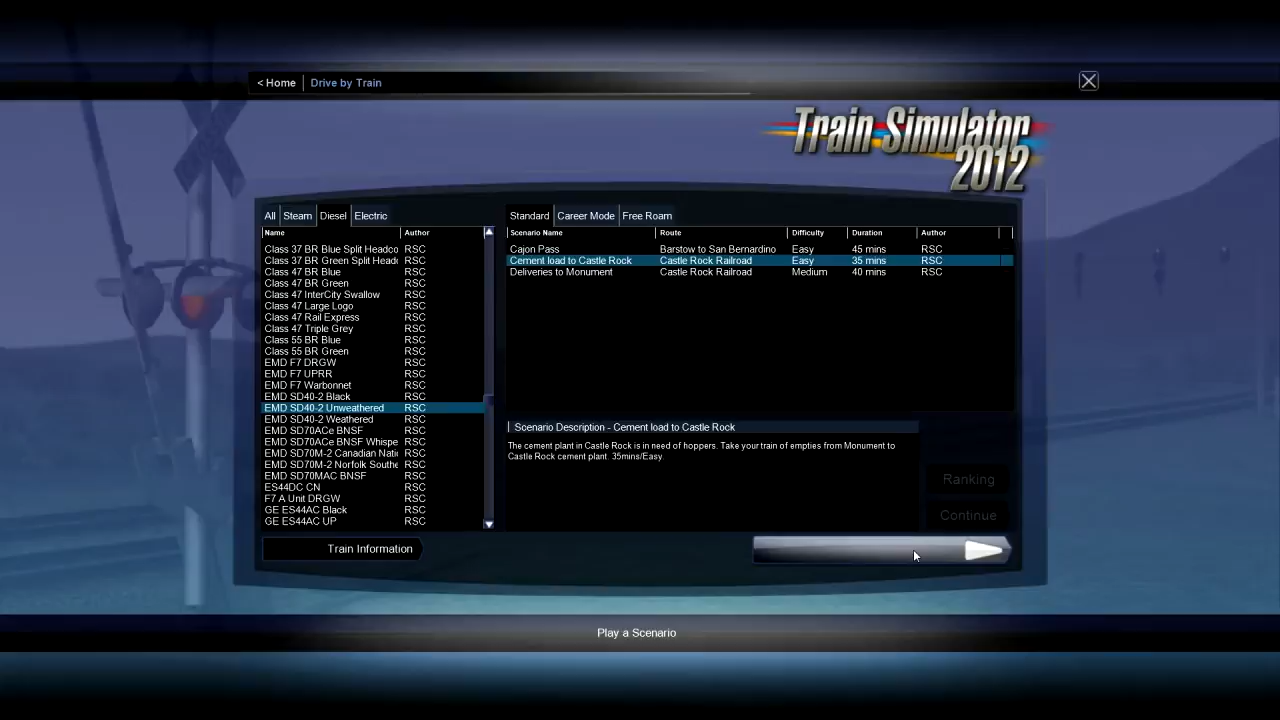 < Home
Drive by Train
Train Simulator
2012
All Steam Diesel Electric
Name Author
Class 37 BR Blue Split Headco RSC
Class 37 BR Green Split Headc RSC
Class 47 BR Blue RSC
Class 47 BR Green RSC
Class 47 InterCity Swallow RSC
Class 47 Large Logo RSC
Class 47 Rail Express RSC
Class 47 Triple Grey RSC
Class 55 BR Blue RSC
Class 55 BR Green RSC
EMD F7 DRGW RSC
EMD F7 UPRR RSC
EMD F7 Warbonnet RSC
EMD SD40-2 Black RSC
EMD SD40-2 Unweathered RSC
EMD SD40-2 Weathered RSC
EMD SD70ACe BNSF RSC
EMD SD70ACe BNSF Whispe RSC
EMD SD70M-2 Canadian Natic RSC
EMD SD70M-2 Norfolk Southe RSC
EMD SD70MAC BNSF RSC
ES44DC CN RSC
F7 A Unit DRGW RSC
GE ES44AC Black RSC
GE ES44AC UP RSC
Train Information
Standard Career Mode Free Roam
Scenario Name Route Difficulty Duration Author
Cajon Pass Barstow to San Bernardino Easy 45 mins RSC
Cement load to Castle Rock Castle Rock Railroad Easy 35 mins RSC
Deliveries to Monument Castle Rock Railroad Medium 40 mins RSC
Scenario Description - Cement load to Castle Rock
The cement plant in Castle Rock is in need of hoppers. Take your train of empties from Monument to
Castle Rock cement plant. 35mins/Easy.
Ranking
Continue
Play a Scenario